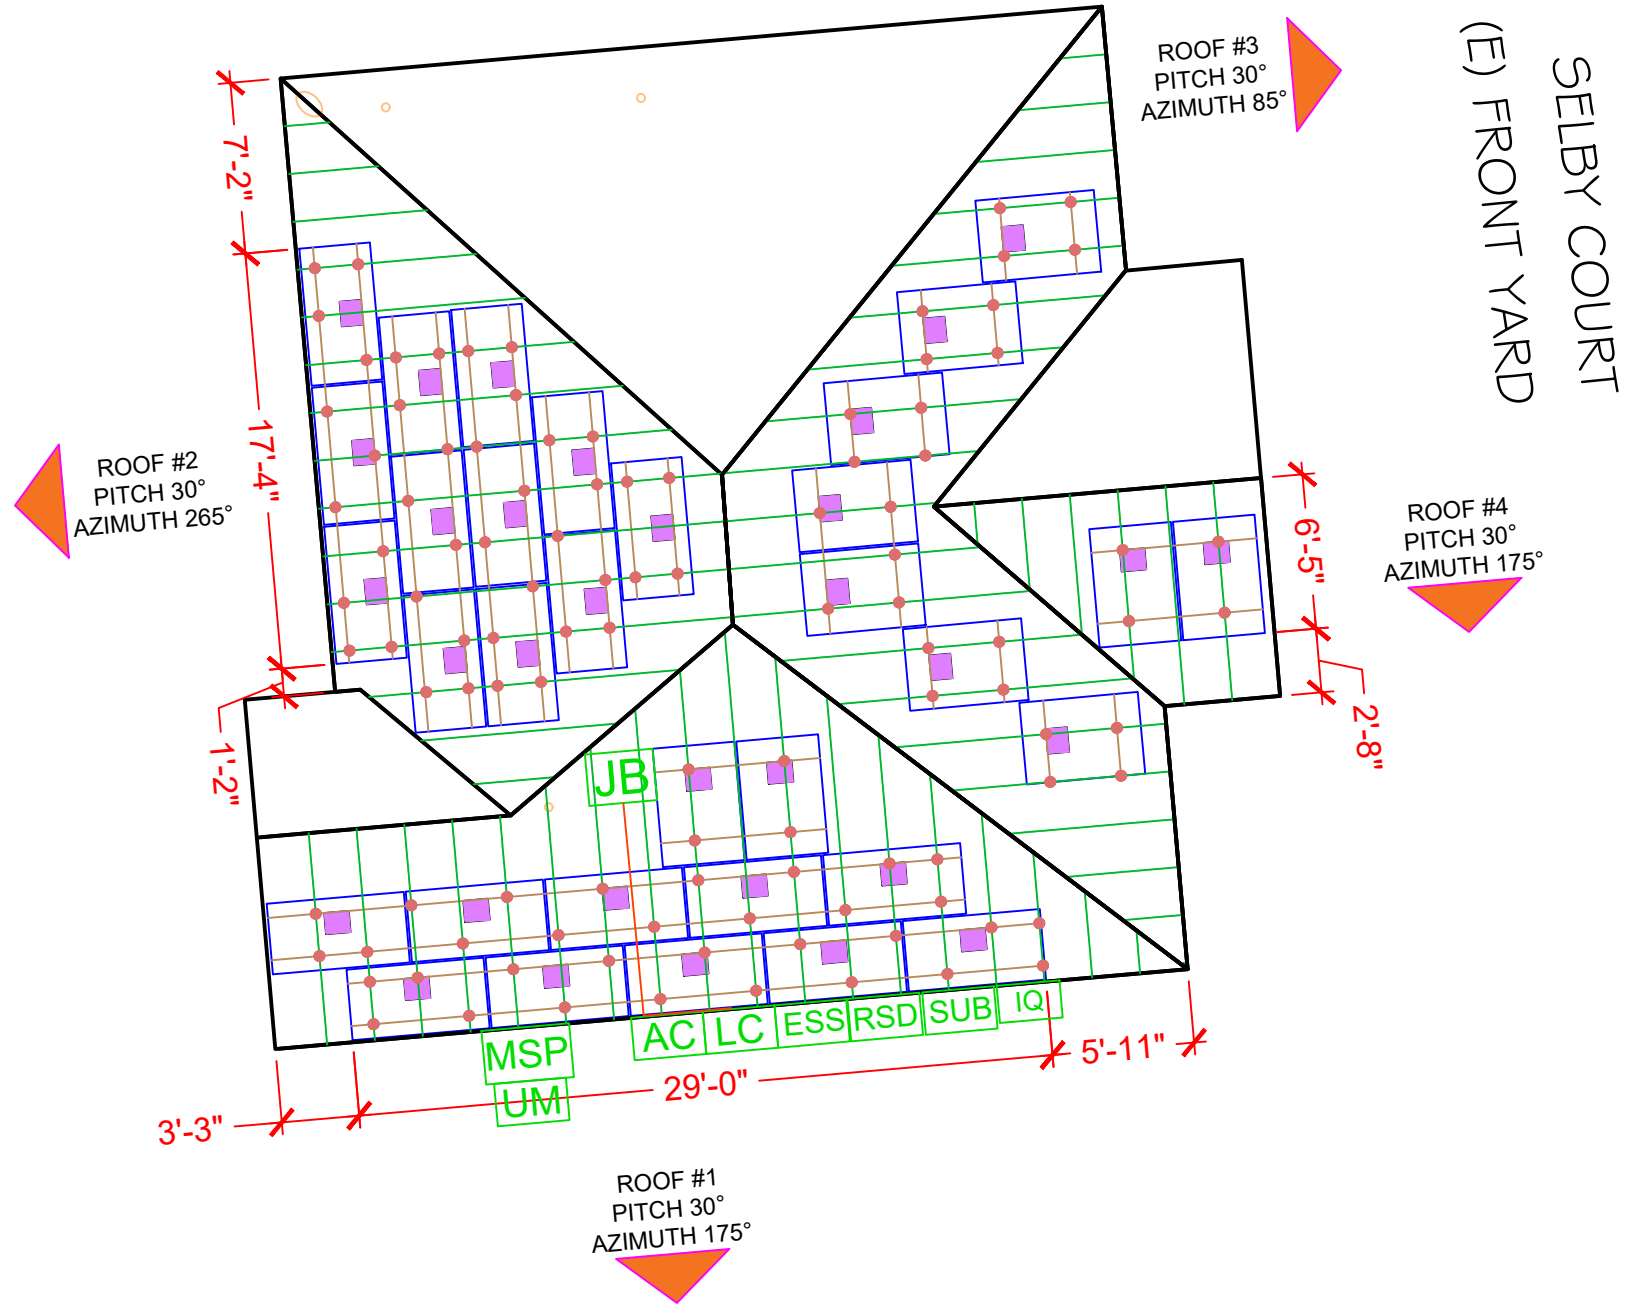 ROOF #3
PITCH 30°
AZIMUTH 85°
SELBY COURT
(E) FRONT YARD
7'-2"
17'-4"
1'-2"
ROOF #2
PITCH 30°
AZIMUTH 265°
ROOF #4
PITCH 30°
AZIMUTH 175°
6'-5"
2'-8"
JB
MSP
UM
AC
LC
ESS
RSD
SUB
IQ
3'-3"
29'-0"
5'-11"
ROOF #1
PITCH 30°
AZIMUTH 175°